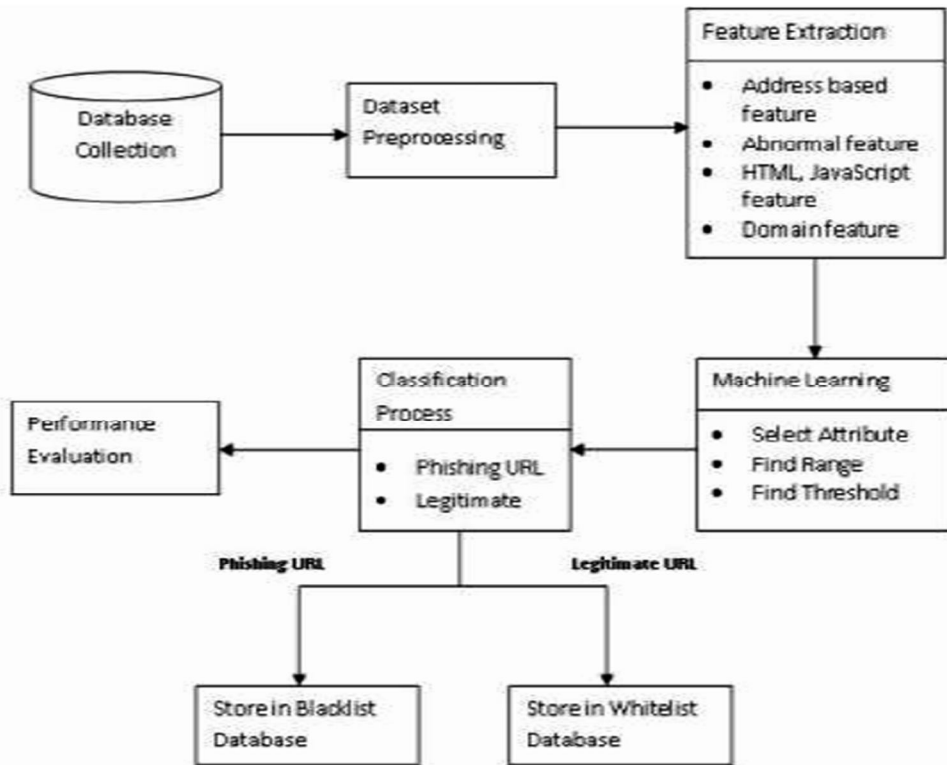 Database
Collection
Dataset
Preprocessing
Feature Extraction
• Address based
feature
• Abnormal feature
• HTML, JavaScript
feature
• Domain feature
Machine Learning
• Select Attribute
• Find Range
• Find Threshold
Classification
Process
• Phishing URL
• Legitimate
Performance
Evaluation
Phishing URL
Legitimate URL
Store in Blacklist
Database
Store in Whitelist
Database